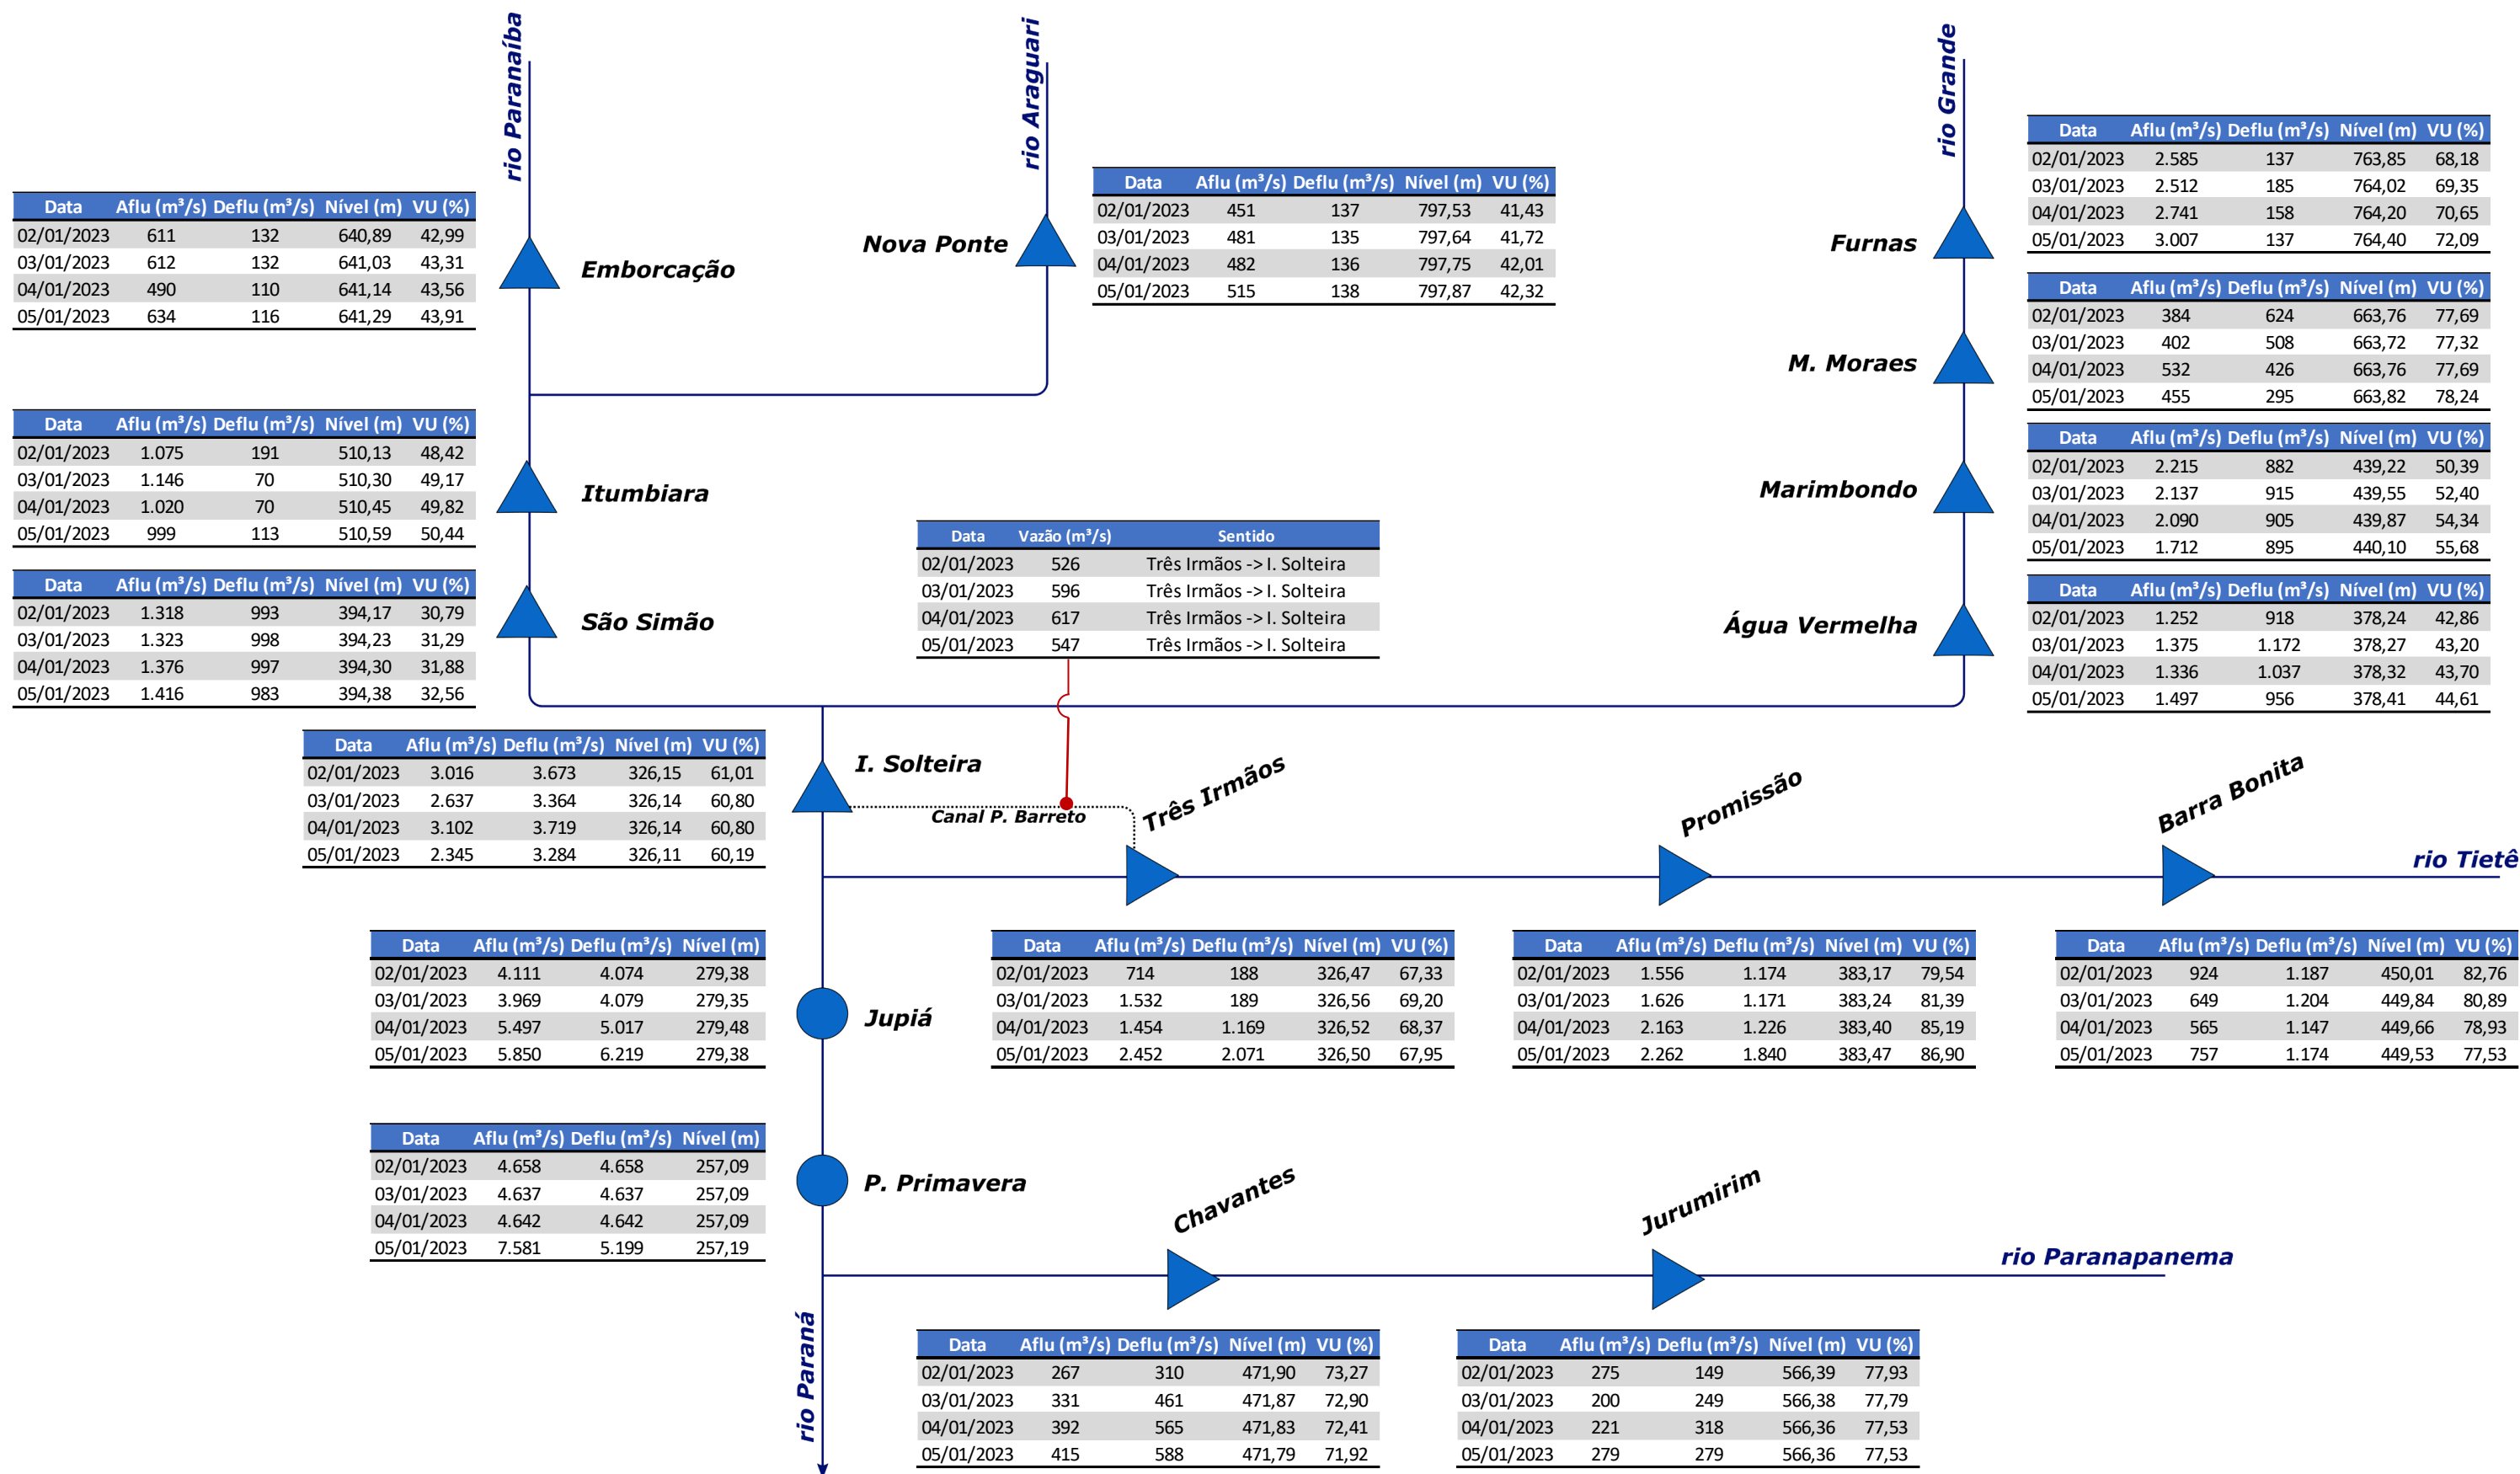 rio Paranaíba
rio Araguari
rio Grande
Data Aflu (m³/s) Deflu (m³/s) Nível (m) VU (%)
02/01/2023 2.585 137 763,85 68,18
03/01/2023 2.512 185 764,02 69,35
04/01/2023 2.741 158 764,20 70,65
05/01/2023 3.007 137 764,40 72,09
Furnas
Data Aflu (m³/s) Deflu (m³/s) Nível (m) VU (%)
02/01/2023 451 137 797,53 41,43
03/01/2023 481 135 797,64 41,72
04/01/2023 482 136 797,75 42,01
05/01/2023 515 138 797,87 42,32
Nova Ponte
Data Aflu (m³/s) Deflu (m³/s) Nível (m) VU (%)
02/01/2023 611 132 640,89 42,99
03/01/2023 612 132 641,03 43,31
04/01/2023 490 110 641,14 43,56
05/01/2023 634 116 641,29 43,91
Emborcação
Data Aflu (m³/s) Deflu (m³/s) Nível (m) VU (%)
02/01/2023 384 624 663,76 77,69
03/01/2023 402 508 663,72 77,32
04/01/2023 532 426 663,76 77,69
05/01/2023 455 295 663,82 78,24
M. Moraes
Data Aflu (m³/s) Deflu (m³/s) Nível (m) VU (%)
02/01/2023 1.075 191 510,13 48,42
03/01/2023 1.146 70 510,30 49,17
04/01/2023 1.020 70 510,45 49,82
05/01/2023 999 113 510,59 50,44
Itumbiara
Data Aflu (m³/s) Deflu (m³/s) Nível (m) VU (%)
02/01/2023 2.215 882 439,22 50,39
03/01/2023 2.137 915 439,55 52,40
04/01/2023 2.090 905 439,87 54,34
05/01/2023 1.712 895 440,10 55,68
Marimbondo
Data Vazão (m³/s) Sentido
02/01/2023 526 Três Irmãos -> I. Solteira
03/01/2023 596 Três Irmãos -> I. Solteira
04/01/2023 617 Três Irmãos -> I. Solteira
05/01/2023 547 Três Irmãos -> I. Solteira
Data Aflu (m³/s) Deflu (m³/s) Nível (m) VU (%)
02/01/2023 1.318 993 394,17 30,79
03/01/2023 1.323 998 394,23 31,29
04/01/2023 1.376 997 394,30 31,88
05/01/2023 1.416 983 394,38 32,56
São Simão
Data Aflu (m³/s) Deflu (m³/s) Nível (m) VU (%)
02/01/2023 1.252 918 378,24 42,86
03/01/2023 1.375 1.172 378,27 43,20
04/01/2023 1.336 1.037 378,32 43,70
05/01/2023 1.497 956 378,41 44,61
Água Vermelha
Data Aflu (m³/s) Deflu (m³/s) Nível (m) VU (%)
02/01/2023 3.016 3.673 326,15 61,01
03/01/2023 2.637 3.364 326,14 60,80
04/01/2023 3.102 3.719 326,14 60,80
05/01/2023 2.345 3.284 326,11 60,19
I. Solteira
Canal P. Barreto
Três Irmãos
Promissão
Barra Bonita
rio Tietê
Data Aflu (m³/s) Deflu (m³/s) Nível (m)
02/01/2023 4.111 4.074 279,38
03/01/2023 3.969 4.079 279,35
04/01/2023 5.497 5.017 279,48
05/01/2023 5.850 6.219 279,38
Jupiá
Data Aflu (m³/s) Deflu (m³/s) Nível (m) VU (%)
02/01/2023 714 188 326,47 67,33
03/01/2023 1.532 189 326,56 69,20
04/01/2023 1.454 1.169 326,52 68,37
05/01/2023 2.452 2.071 326,50 67,95
Data Aflu (m³/s) Deflu (m³/s) Nível (m) VU (%)
02/01/2023 1.556 1.174 383,17 79,54
03/01/2023 1.626 1.171 383,24 81,39
04/01/2023 2.163 1.226 383,40 85,19
05/01/2023 2.262 1.840 383,47 86,90
Data Aflu (m³/s) Deflu (m³/s) Nível (m) VU (%)
02/01/2023 924 1.187 450,01 82,76
03/01/2023 649 1.204 449,84 80,89
04/01/2023 565 1.147 449,66 78,93
05/01/2023 757 1.174 449,53 77,53
Data Aflu (m³/s) Deflu (m³/s) Nível (m)
02/01/2023 4.658 4.658 257,09
03/01/2023 4.637 4.637 257,09
04/01/2023 4.642 4.642 257,09
05/01/2023 7.581 5.199 257,19
P. Primavera
Chavantes
Jurumirim
rio Paranapanema
rio Paraná
Data Aflu (m³/s) Deflu (m³/s) Nível (m) VU (%)
02/01/2023 267 310 471,90 73,27
03/01/2023 331 461 471,87 72,90
04/01/2023 392 565 471,83 72,41
05/01/2023 415 588 471,79 71,92
Data Aflu (m³/s) Deflu (m³/s) Nível (m) VU (%)
02/01/2023 275 149 566,39 77,93
03/01/2023 200 249 566,38 77,79
04/01/2023 221 318 566,36 77,53
05/01/2023 279 279 566,36 77,53